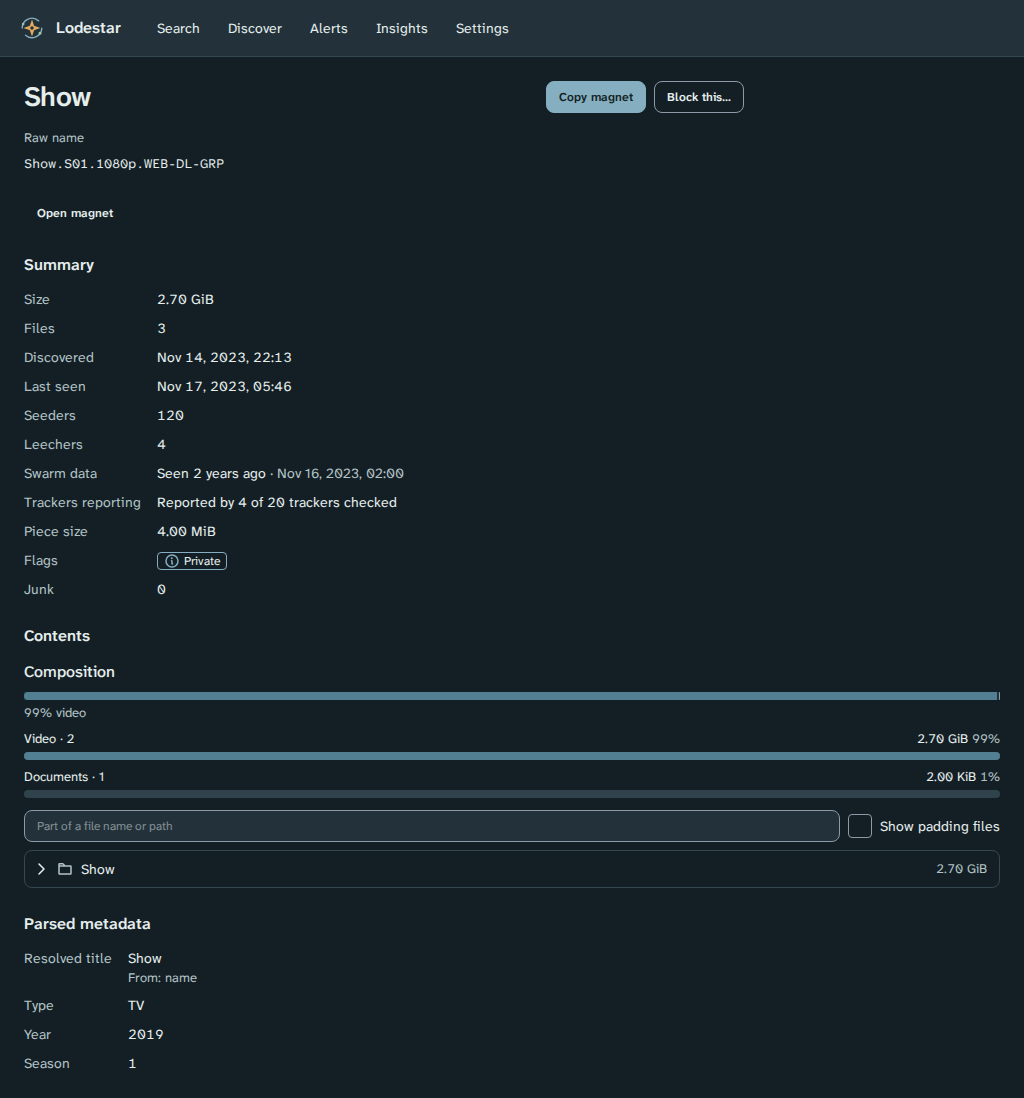 Lodestar Search Discover Alerts Insights Settings
Show Copy magnet Block this...
Raw name
Show.S01.1080p.WEB-DL-GRP
Open magnet
Summary
Size 2.70 GiB
Files 3
Discovered Nov 14, 2023, 22:13
Last seen Nov 17, 2023, 05:46
Seeders 120
Leechers 4
Swarm data Seen 2 years ago · Nov 16, 2023, 02:00
Trackers reporting Reported by 4 of 20 trackers checked
Piece size 4.00 MiB
Flags Private
Junk 0
Contents
Composition
99% video
Video · 2 2.70 GiB 99%
Documents · 1 2.00 KiB 1%
Part of a file name or path Show padding files
Show 2.70 GiB
Parsed metadata
Resolved title Show
From: name
Type TV
Year 2019
Season 1